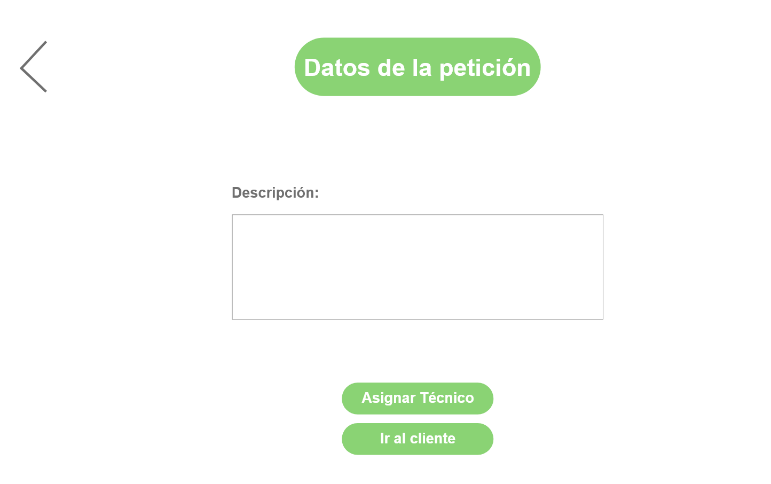 Datos de la petición
Descripción:
Asignar Técnico
Ir al cliente